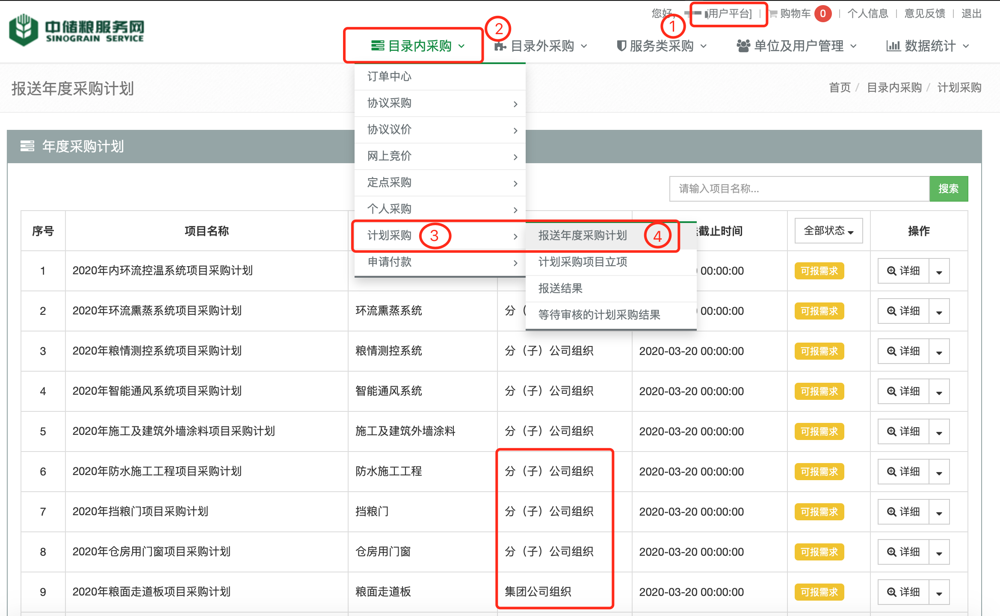 您好, [用户平台] | 购物车 0 | 个人信息 | 意见反馈 | 退出
中储粮服务网
SINOGRAIN SERVICE
① ②
目录内采购 目录外采购 服务类采购 单位及用户管理 数据统计
报送年度采购计划
首页 / 目录内采购 / 计划采购
订单中心
协议采购
协议议价
网上竞价
定点采购
个人采购
计划采购 ③
申请付款
报送年度采购计划 ④
计划采购项目立项
报送结果
等待审核的计划采购结果
年度采购计划
请输入项目名称... 搜索
序号 项目名称 截止时间 全部状态 操作
1 2020年内环流控温系统项目采购计划 00:00:00 可报需求 详细
2 2020年环流熏蒸系统项目采购计划 环流熏蒸系统 分（ 00:00:00 可报需求 详细
3 2020年粮情测控系统项目采购计划 粮情测控系统 分（子）公司组织 2020-03-20 00:00:00 可报需求 详细
4 2020年智能通风系统项目采购计划 智能通风系统 分（子）公司组织 2020-03-20 00:00:00 可报需求 详细
5 2020年施工及建筑外墙涂料项目采购计划 施工及建筑外墙涂料 分（子）公司组织 2020-03-20 00:00:00 可报需求 详细
6 2020年防水施工工程项目采购计划 防水施工工程 分（子）公司组织 2020-03-20 00:00:00 可报需求 详细
7 2020年挡粮门项目采购计划 挡粮门 分（子）公司组织 2020-03-20 00:00:00 可报需求 详细
8 2020年仓房用门窗项目采购计划 仓房用门窗 分（子）公司组织 2020-03-20 00:00:00 可报需求 详细
9 2020年粮面走道板项目采购计划 粮面走道板 集团公司组织 2020-03-20 00:00:00 可报需求 详细